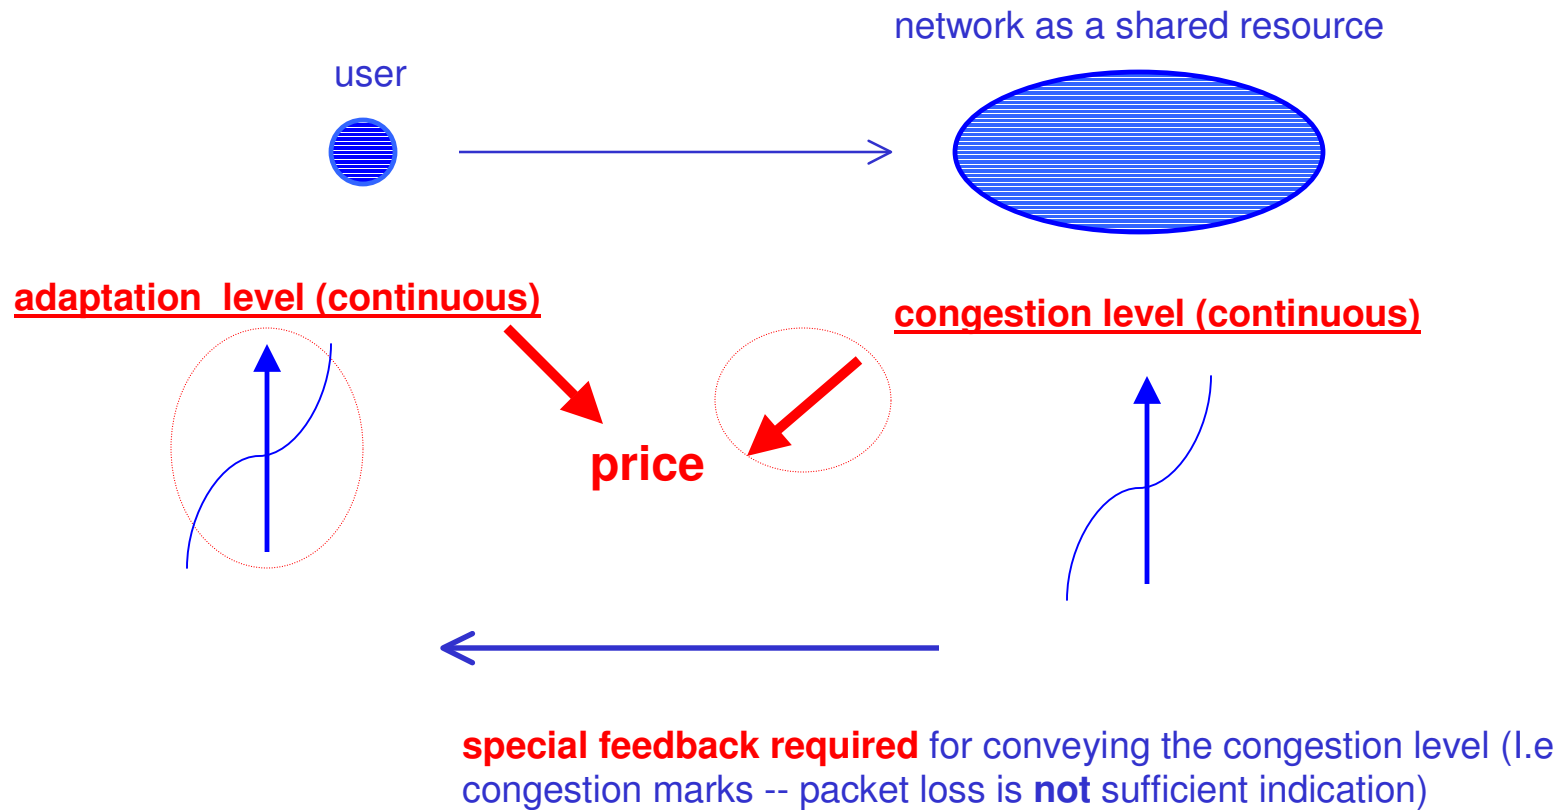 network as a shared resource
user
adaptation level (continuous)
congestion level (continuous)
price
special feedback required for conveying the congestion level (I.e
congestion marks -- packet loss is not sufficient indication)